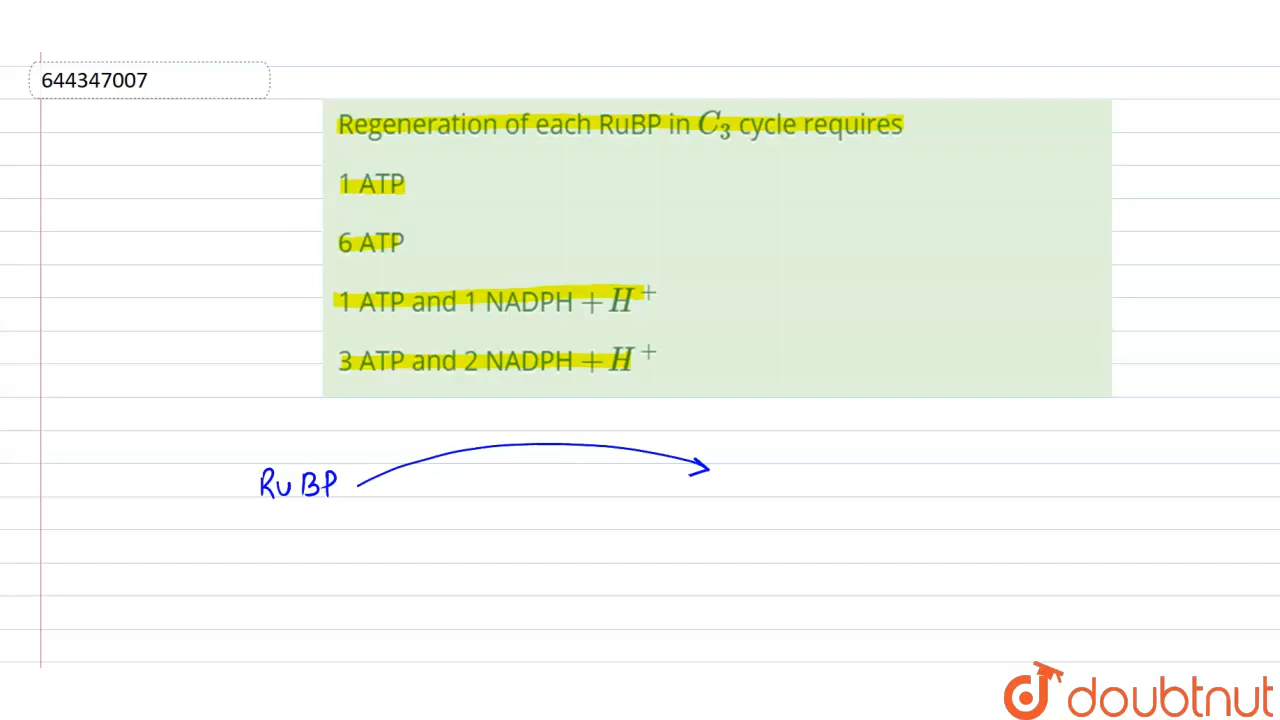 644347007
Regeneration of each RuBP in C₃ cycle requires
1 ATP
6 ATP
1 ATP and 1 NADPH + H⁺
3 ATP and 2 NADPH + H⁺
RuBP
doubtnut